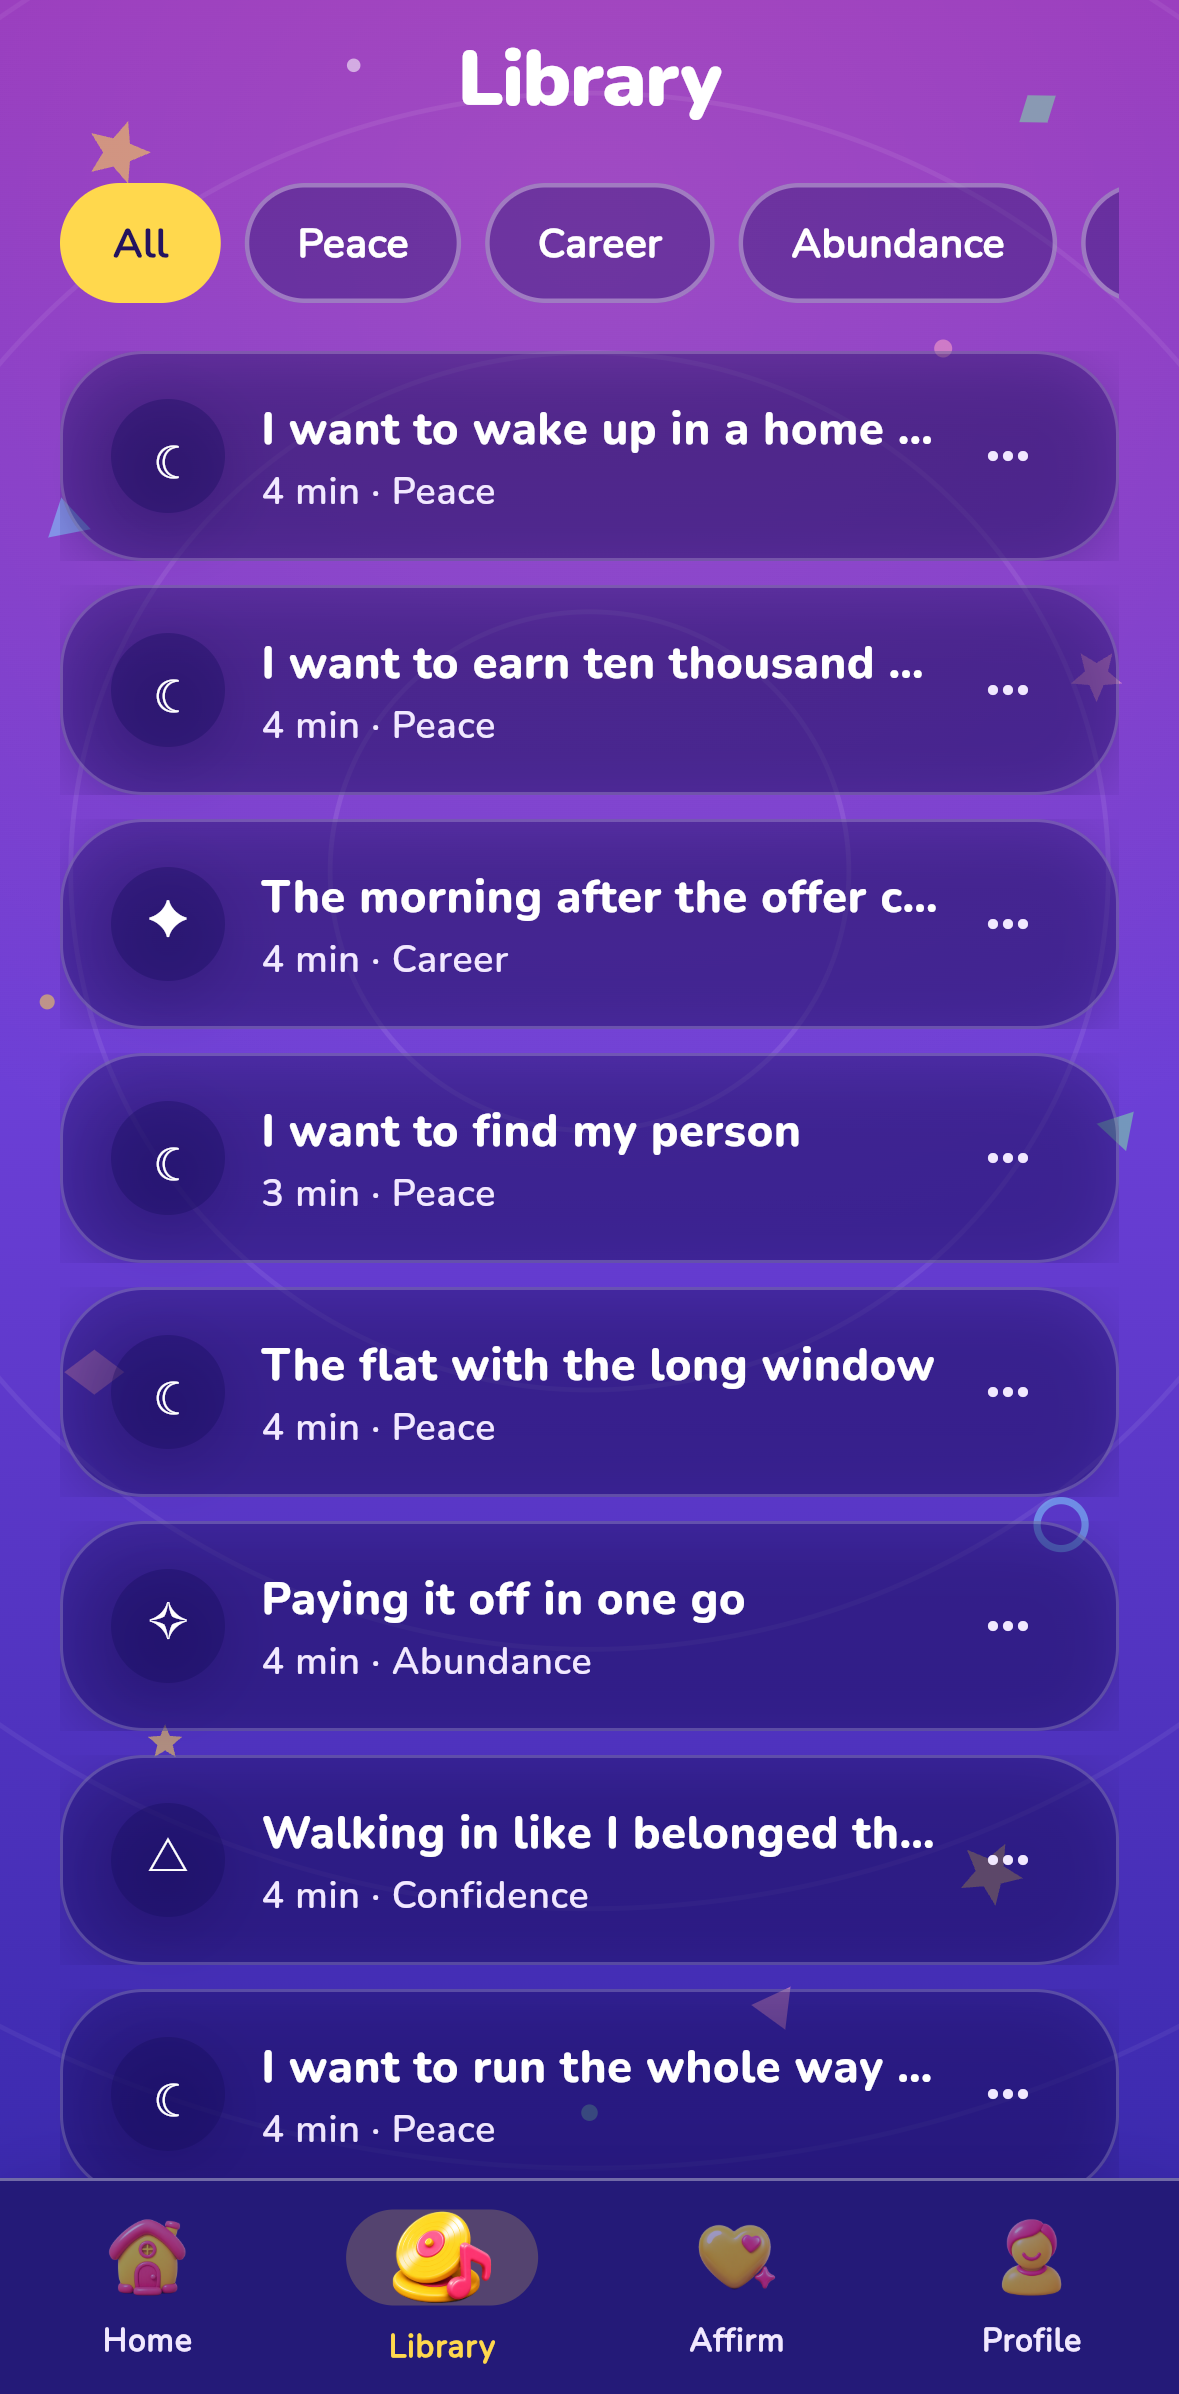 Library
All
Peace
Career
Abundance
I want to wake up in a home ...
4 min · Peace
I want to earn ten thousand ...
4 min · Peace
The morning after the offer c...
4 min · Career
I want to find my person
3 min · Peace
The flat with the long window
4 min · Peace
Paying it off in one go
4 min · Abundance
Walking in like I belonged th...
4 min · Confidence
I want to run the whole way ...
4 min · Peace
Home
Library
Affirm
Profile